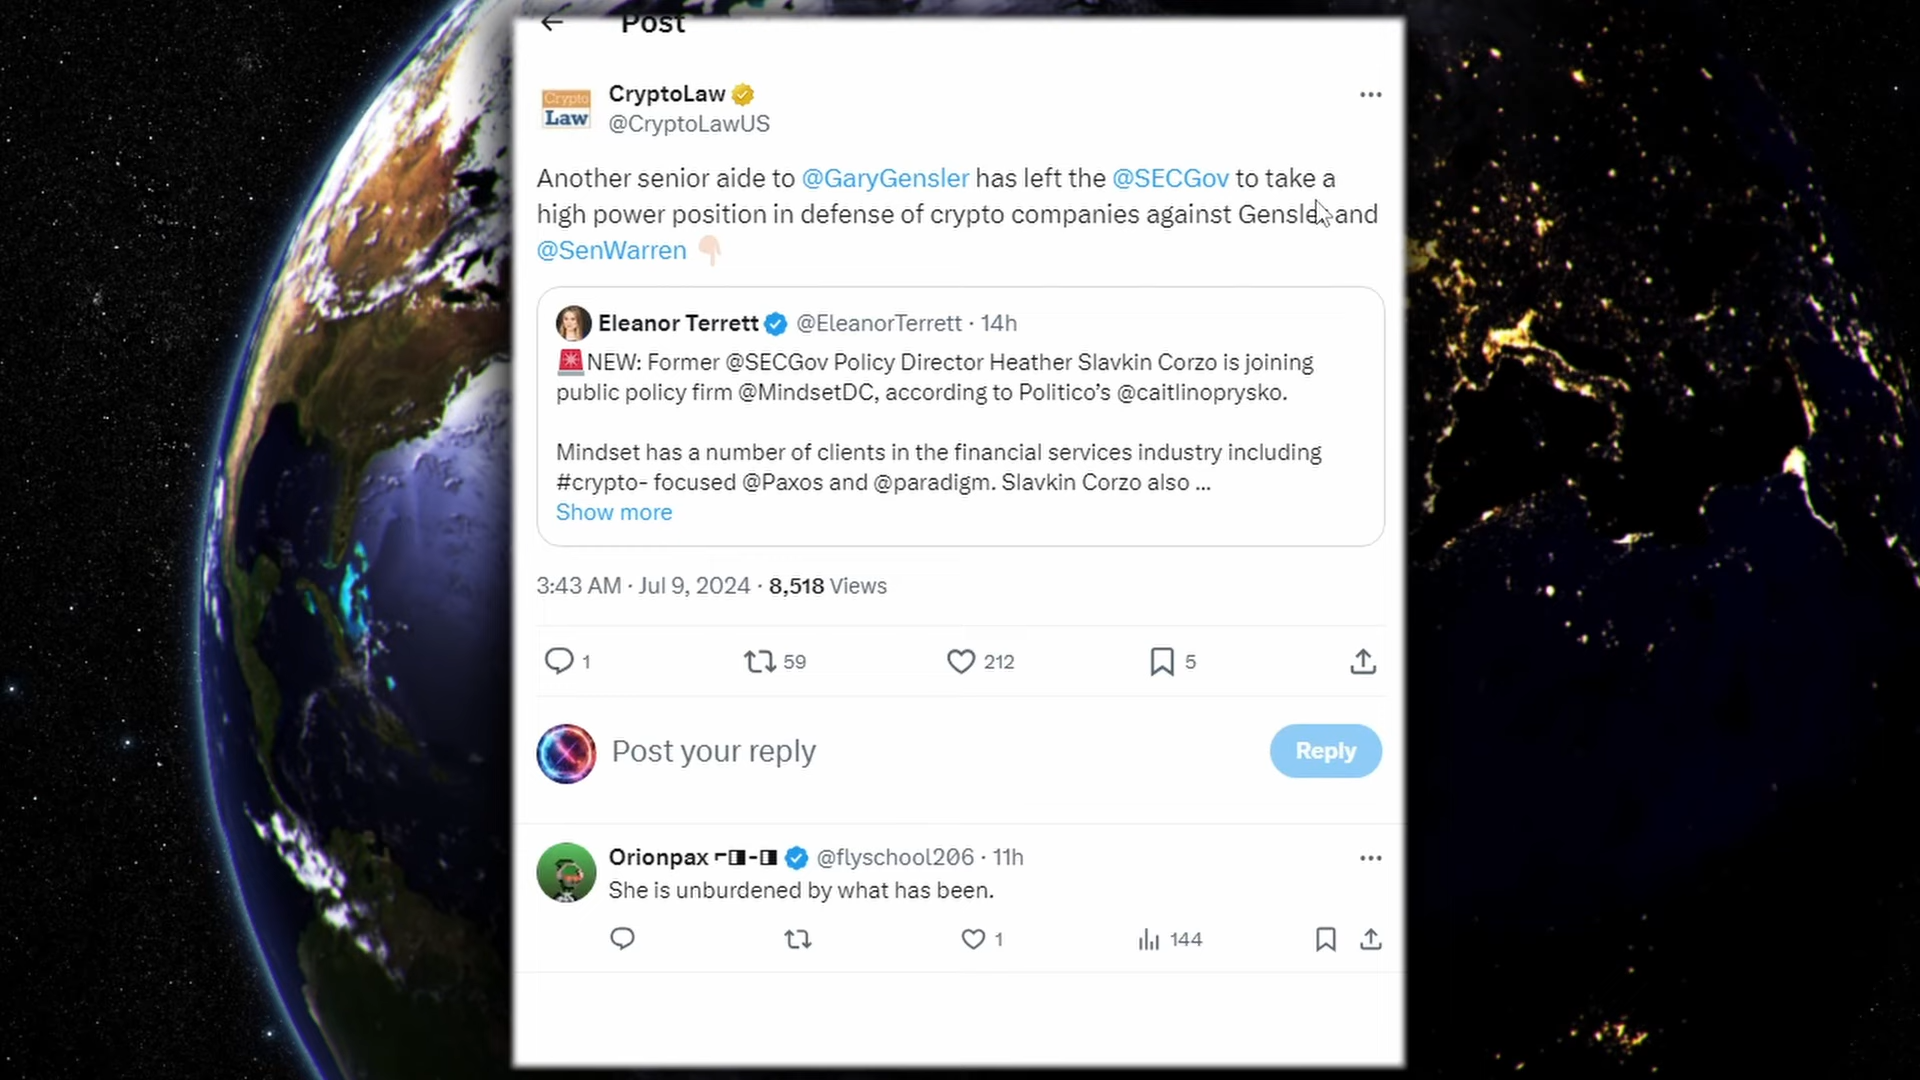 Post
CryptoLaw
@CryptoLawUS
Crypto
Law
Another senior aide to @GaryGensler has left the @SECGov to take a
high power position in defense of crypto companies against Gensler and
@SenWarren 👇🏻
Eleanor Terrett @EleanorTerrett · 14h
🚨NEW: Former @SECGov Policy Director Heather Slavkin Corzo is joining
public policy firm @MindsetDC, according to Politico’s @caitlinoprysko.
Mindset has a number of clients in the financial services industry including
#crypto- focused @Paxos and @paradigm. Slavkin Corzo also ...
Show more
3:43 AM · Jul 9, 2024 · 8,518 Views
1 59 212 5
Post your reply
Reply
Orionpax ⌐◨-◨ @flyschool206 · 11h
She is unburdened by what has been.
1 144